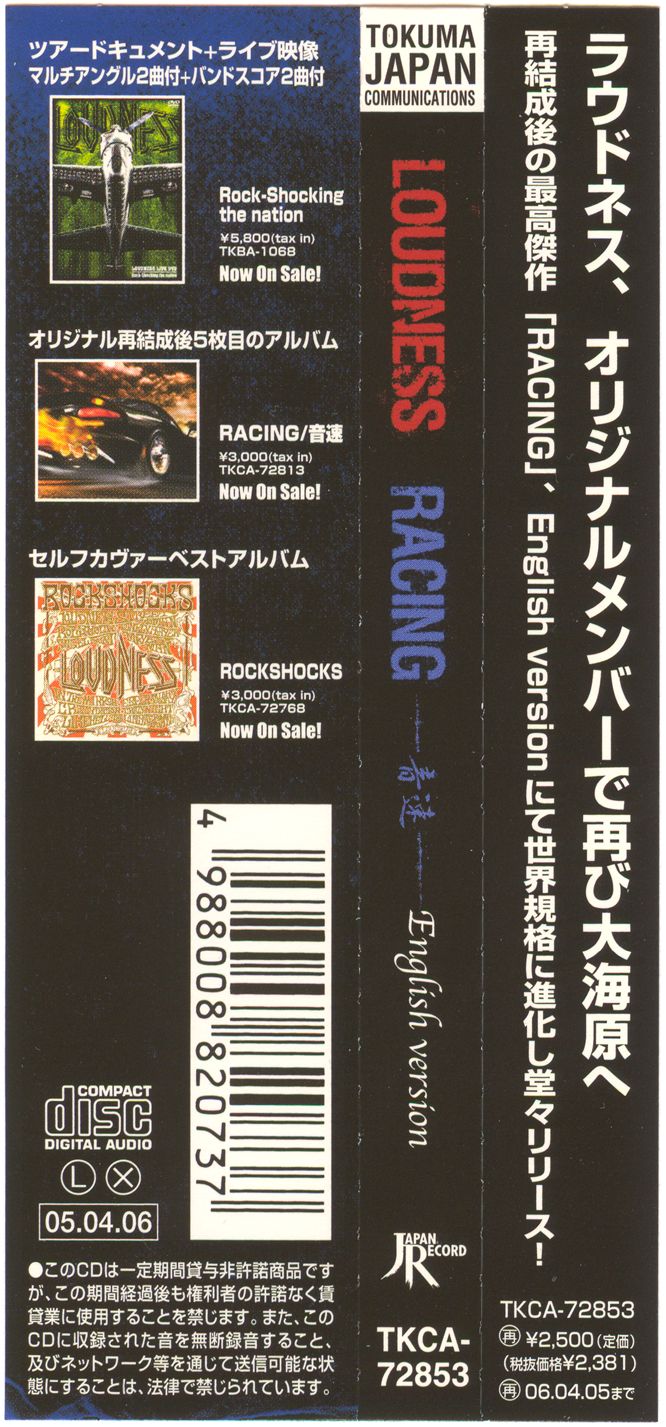 ツアードキュメント+ライブ映像
マルチアングル2曲付+バンドスコア2曲付
LOUDNESS
LOUDNESS LIVE DVD
Rock-Shocking the nation
Rock-Shocking
the nation
¥5,800(tax in)
TKBA-1068
Now On Sale!
オリジナル再結成後5枚目のアルバム
RACING/音速
¥3,000(tax in)
TKCA-72813
Now On Sale!
セルフカヴァーベストアルバム
ROCKSHOCKS
LOUDNESS
ROCKSHOCKS
¥3,000(tax in)
TKCA-72768
Now On Sale!
4 988008 820737
COMPACT
disc
DIGITAL AUDIO
L X
05.04.06
●このCDは一定期間貸与非許諾商品です
が、この期間経過後も権利者の許諾なく賃
貸業に使用することを禁じます。また、この
CDに収録された音を無断録音すること、
及びネットワーク等を通じて送信可能な状
態にすることは、法律で禁じられています。
TOKUMA
JAPAN
COMMUNICATIONS
LOUDNESS RACING 音速 English version
JAPAN
RECORD
TKCA-
72853
ラウドネス、オリジナルメンバーで再び大海原へ
再結成後の最高傑作「RACING」、English versionにて世界規格に進化し堂々リリース!
TKCA-72853
再 ¥2,500(定価)
(税抜価格¥2,381)
再 06.04.05まで